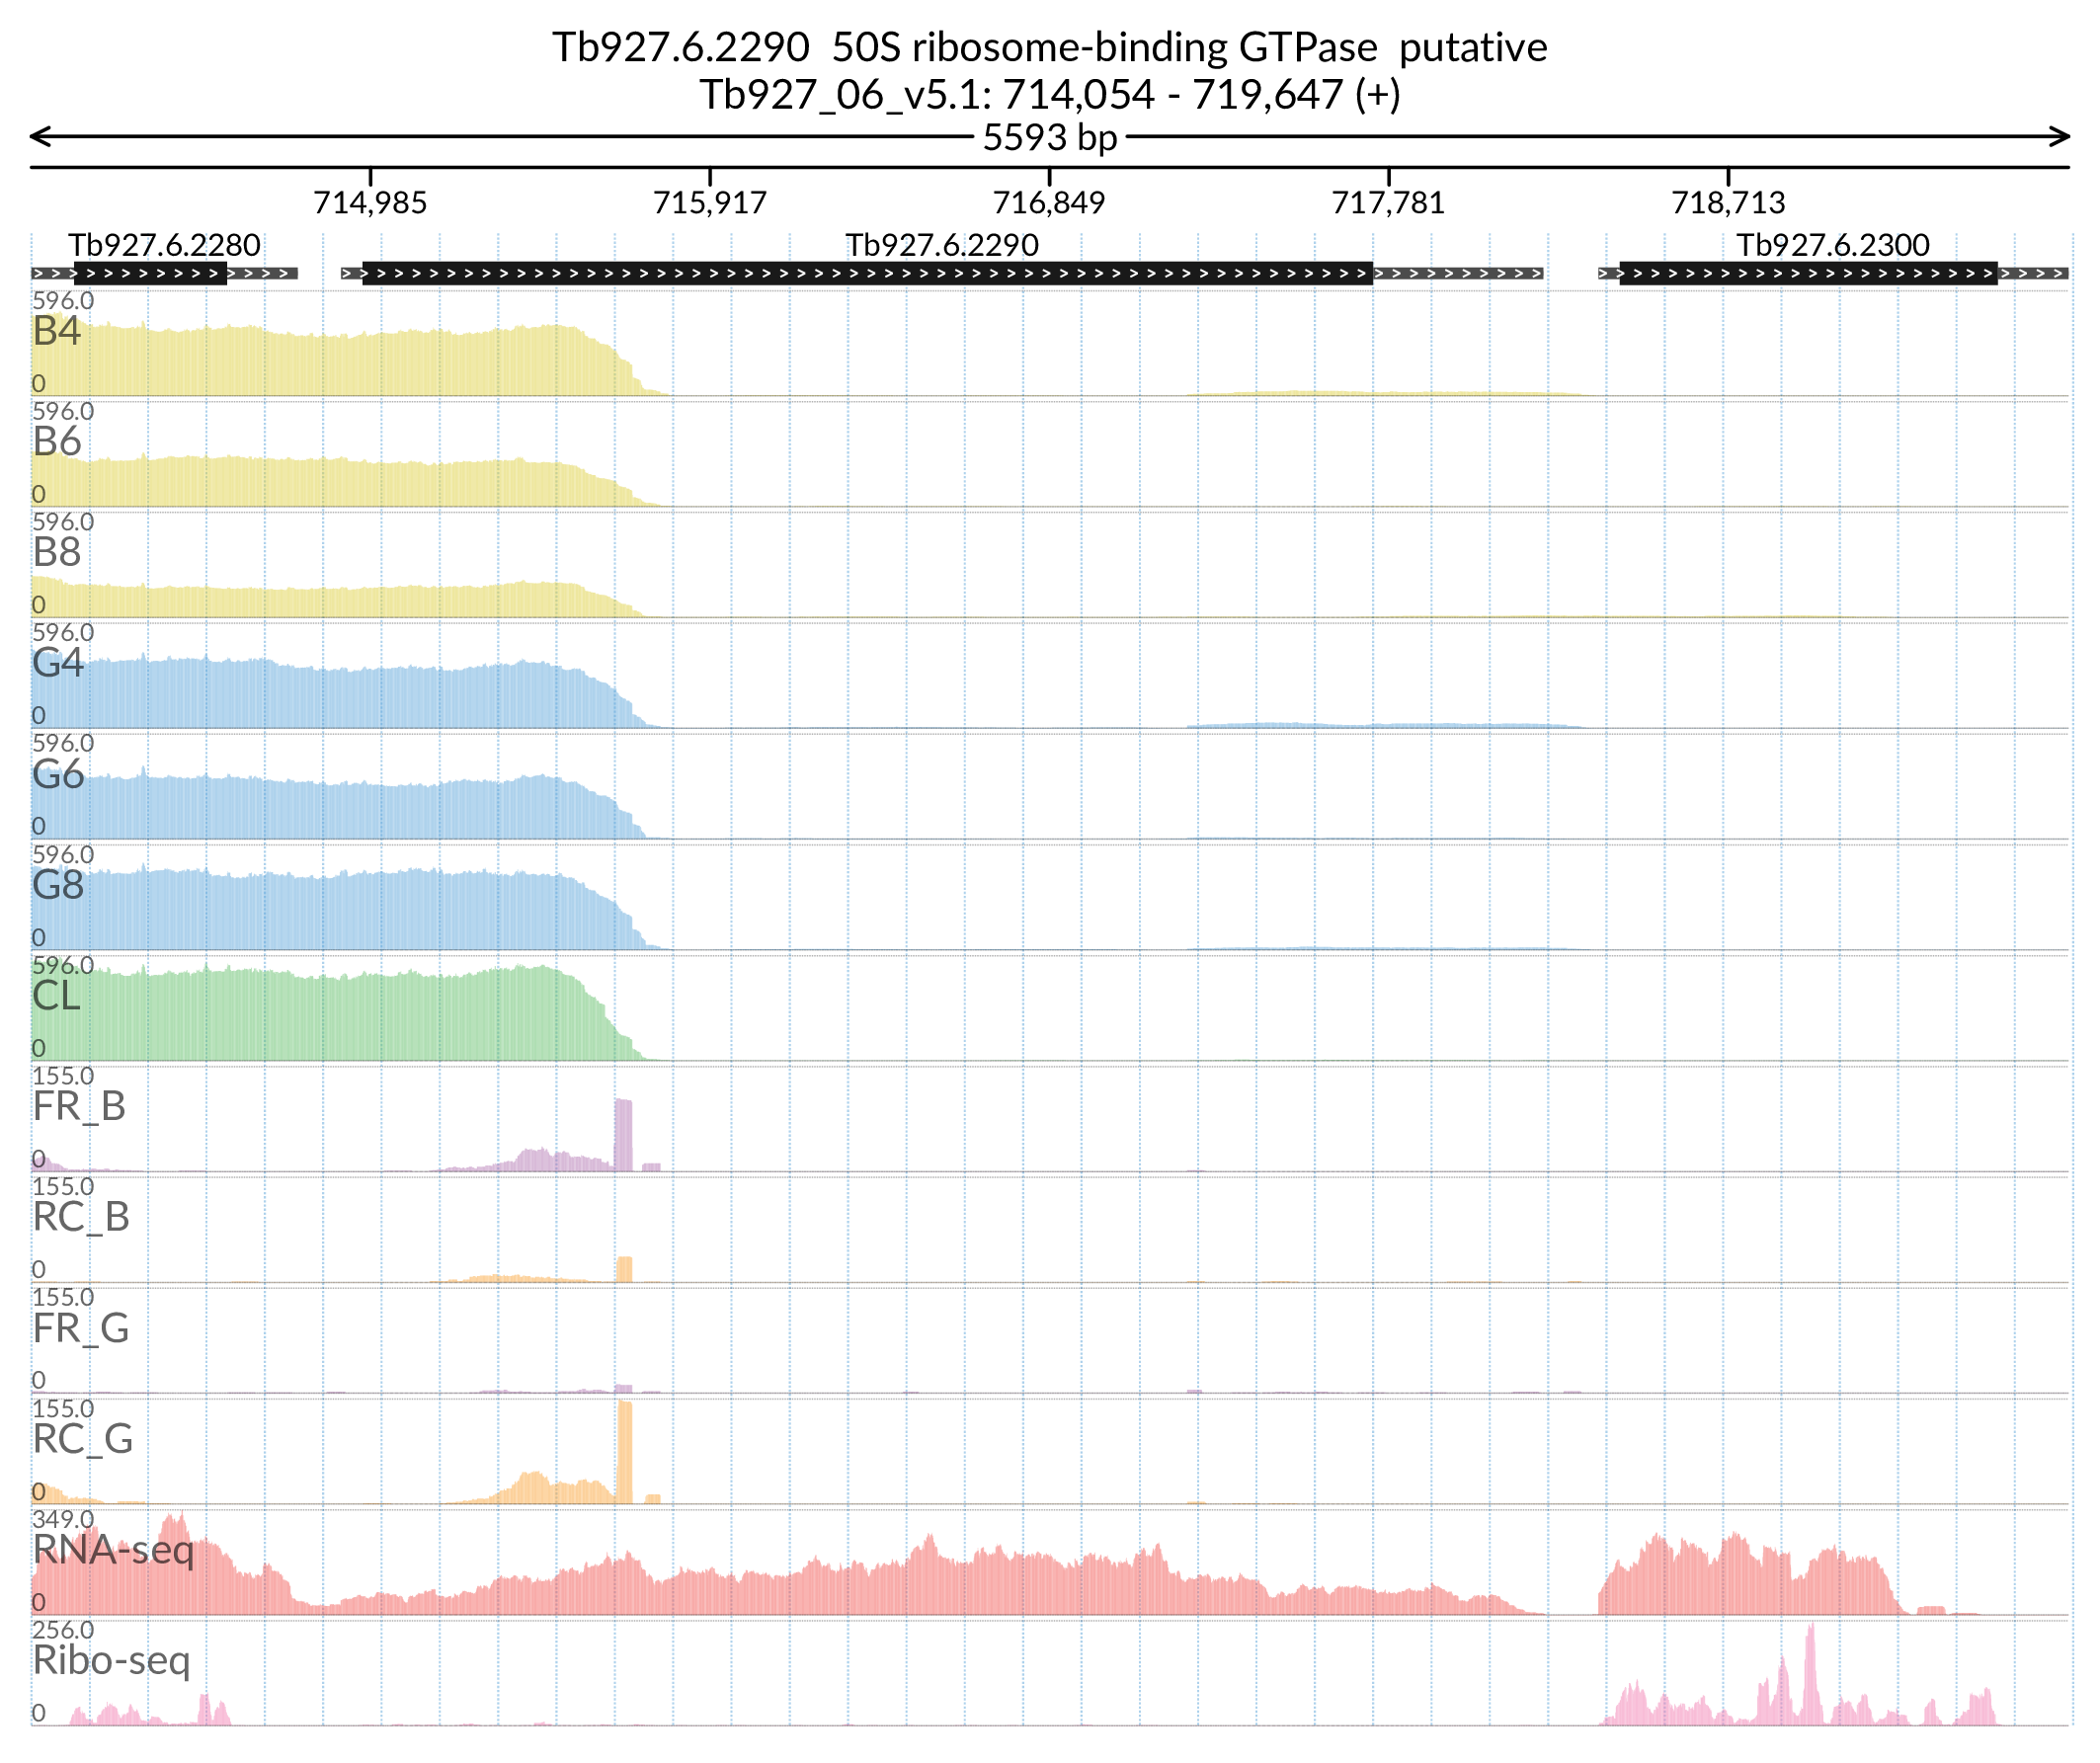 Tb927.6.2290 50S ribosome-binding GTPase putative
Tb927_06_v5.1: 714,054 - 719,647 (+)
5593 bp
714,985 715,917 716,849 717,781 718,713
Tb927.6.2280 Tb927.6.2290 Tb927.6.2300
596.0
B4
0
596.0
B6
0
596.0
B8
0
596.0
G4
0
596.0
G6
0
596.0
G8
0
596.0
CL
0
155.0
FR_B
0
155.0
RC_B
0
155.0
FR_G
0
155.0
RC_G
0
349.0
RNA-seq
0
256.0
Ribo-seq
0